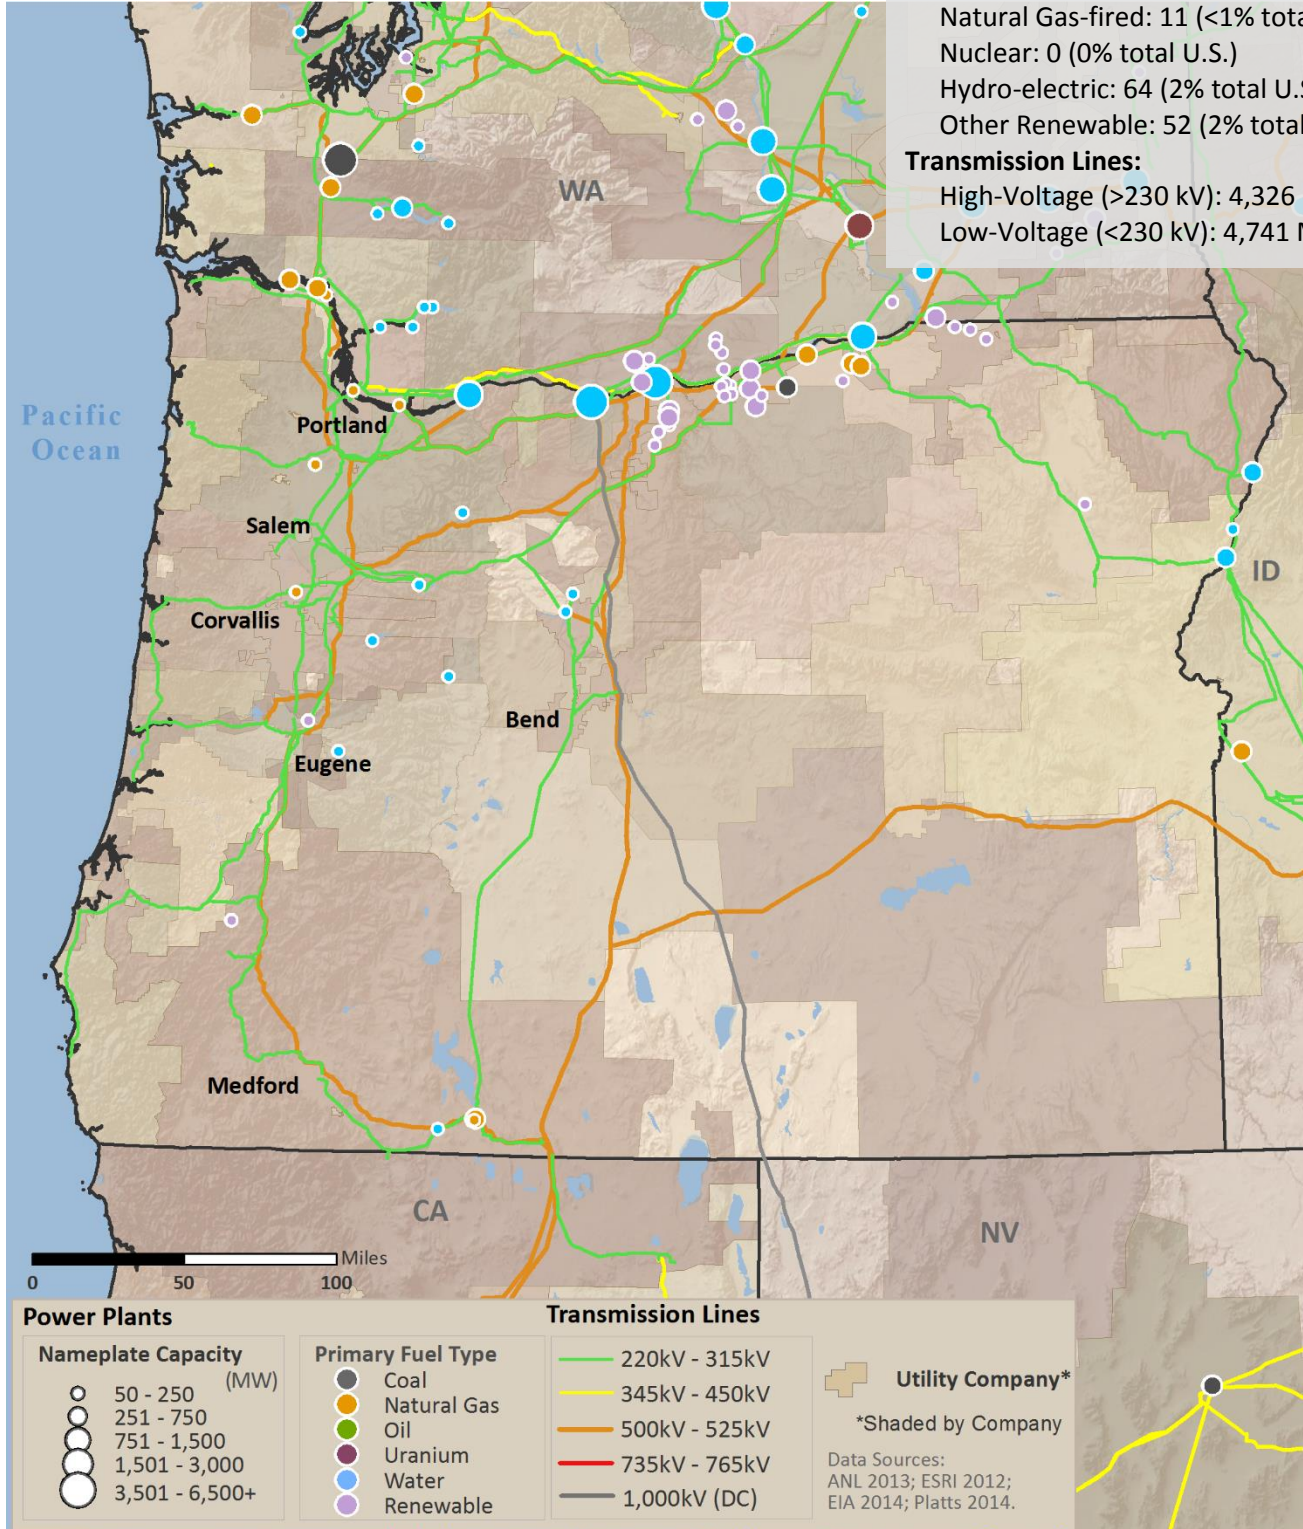 Natural Gas-fired: 11 (<1% tota
Nuclear: 0 (0% total U.S.)
Hydro-electric: 64 (2% total U.S
Other Renewable: 52 (2% total
Transmission Lines:
High-Voltage (>230 kV): 4,326
Low-Voltage (<230 kV): 4,741 M
WA
Pacific
Ocean
Portland
Salem
ID
Corvallis
Bend
Eugene
Medford
CA
NV
Miles
0 50 100
Power Plants
Nameplate Capacity
(MW)
50 - 250
251 - 750
751 - 1,500
1,501 - 3,000
3,501 - 6,500+
Primary Fuel Type
Coal
Natural Gas
Oil
Uranium
Water
Renewable
Transmission Lines
220kV - 315kV
345kV - 450kV
500kV - 525kV
735kV - 765kV
1,000kV (DC)
Utility Company*
*Shaded by Company
Data Sources:
ANL 2013; ESRI 2012;
EIA 2014; Platts 2014.